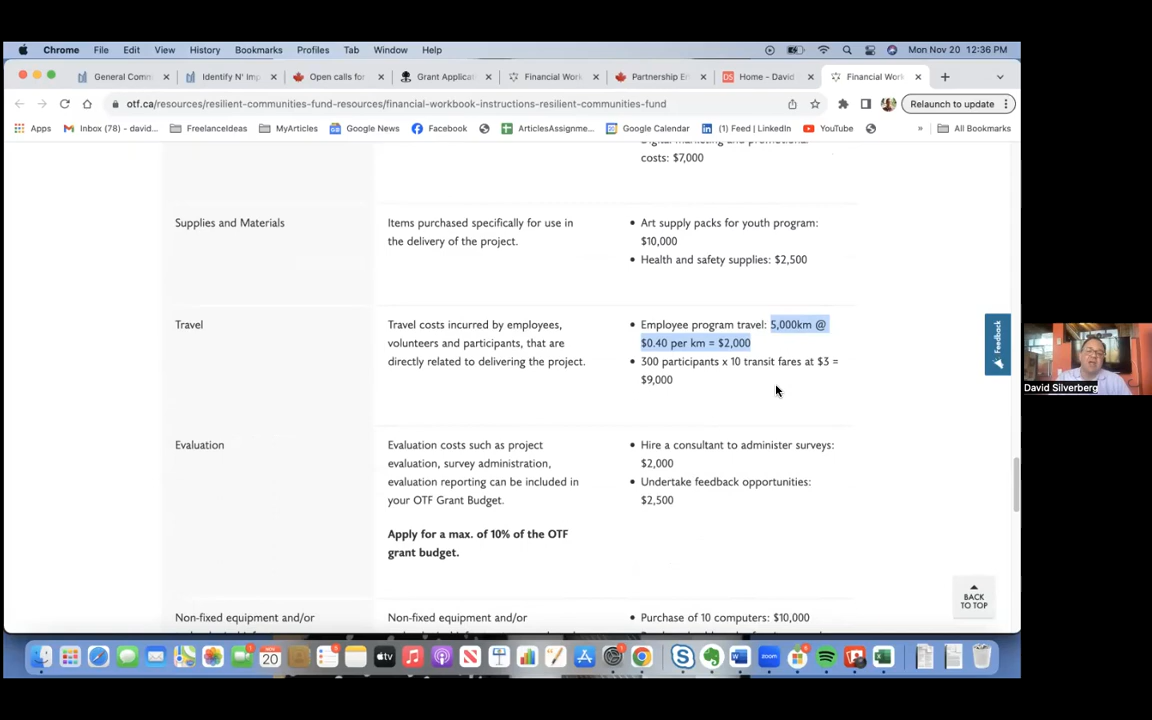 Chrome File Edit View History Bookmarks Profiles Tab Window Help Mon Nov 20 12:36 PM
General Comm Identify N' Imp Open calls for Grant Applicat Financial Work Partnership En Home - David Financial Work
otf.ca/resources/resilient-communities-fund-resources/financial-workbook-instructions-resilient-communities-fund Relaunch to update
Apps Inbox (78) - david... FreelanceIdeas MyArticles Google News Facebook ArticlesAssignme... Google Calendar (1) Feed | LinkedIn YouTube » All Bookmarks
Digital marketing and promotional
costs: $7,000
Supplies and Materials
Items purchased specifically for use in
the delivery of the project.
• Art supply packs for youth program:
$10,000
• Health and safety supplies: $2,500
Travel
Travel costs incurred by employees,
volunteers and participants, that are
directly related to delivering the project.
• Employee program travel: 5,000km @
$0.40 per km = $2,000
• 300 participants x 10 transit fares at $3 =
$9,000
Feedback
David Silverberg
Evaluation
Evaluation costs such as project
evaluation, survey administration,
evaluation reporting can be included in
your OTF Grant Budget.
Apply for a max. of 10% of the OTF
grant budget.
• Hire a consultant to administer surveys:
$2,000
• Undertake feedback opportunities:
$2,500
BACK
TO TOP
Non-fixed equipment and/or
Non-fixed equipment and/or
• Purchase of 10 computers: $10,000
NOV
20
tv
zoom